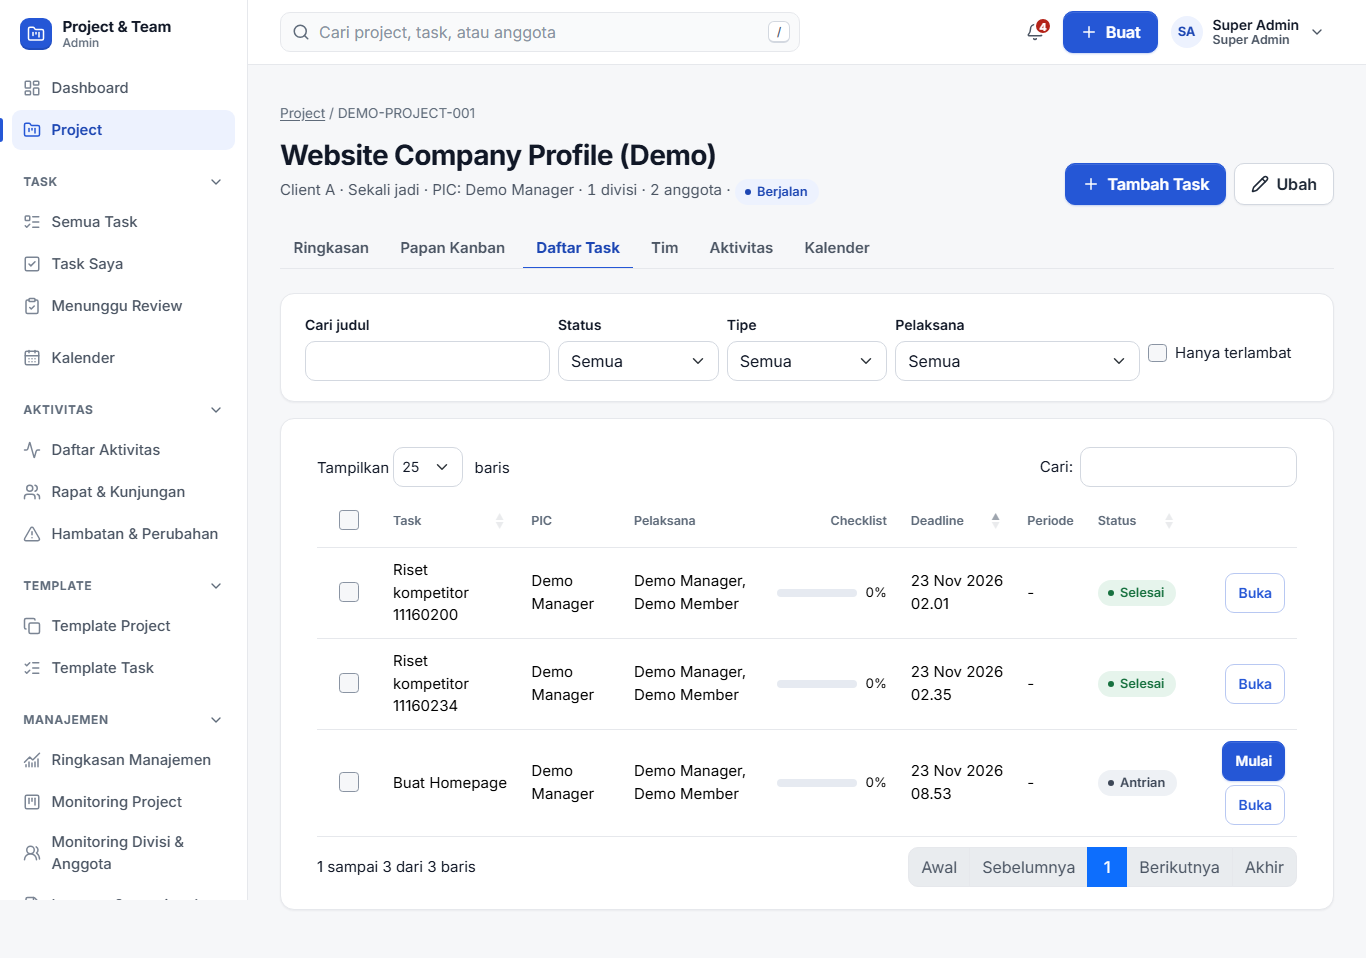 Project & Team
Admin
Cari project, task, atau anggota
/
4
Buat
SA
Super Admin
Super Admin
Dashboard
Project
TASK
Semua Task
Task Saya
Menunggu Review
Kalender
AKTIVITAS
Daftar Aktivitas
Rapat & Kunjungan
Hambatan & Perubahan
TEMPLATE
Template Project
Template Task
MANAJEMEN
Ringkasan Manajemen
Monitoring Project
Monitoring Divisi &
Anggota
Project / DEMO-PROJECT-001
Website Company Profile (Demo)
Client A · Sekali jadi · PIC: Demo Manager · 1 divisi · 2 anggota · Berjalan
Tambah Task
Ubah
Ringkasan Papan Kanban Daftar Task Tim Aktivitas Kalender
Cari judul Status Tipe Pelaksana
Semua Semua Semua Hanya terlambat
Tampilkan 25 baris Cari:
Task PIC Pelaksana Checklist Deadline Periode Status
Riset
kompetitor
11160200
Demo
Manager
Demo Manager,
Demo Member
0%
23 Nov 2026
02.01
-
Selesai
Buka
Riset
kompetitor
11160234
Demo
Manager
Demo Manager,
Demo Member
0%
23 Nov 2026
02.35
-
Selesai
Buka
Buat Homepage
Demo
Manager
Demo Manager,
Demo Member
0%
23 Nov 2026
08.53
-
Antrian
Mulai
Buka
1 sampai 3 dari 3 baris
Awal Sebelumnya 1 Berikutnya Akhir